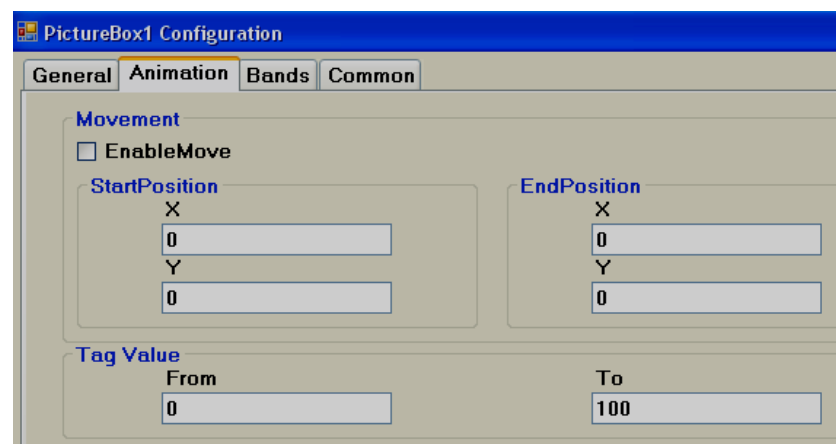 PictureBox1 Configuration
General Animation Bands Common
Movement
EnableMove
StartPosition EndPosition
X X
0 0
Y Y
0 0
Tag Value
From To
0 100